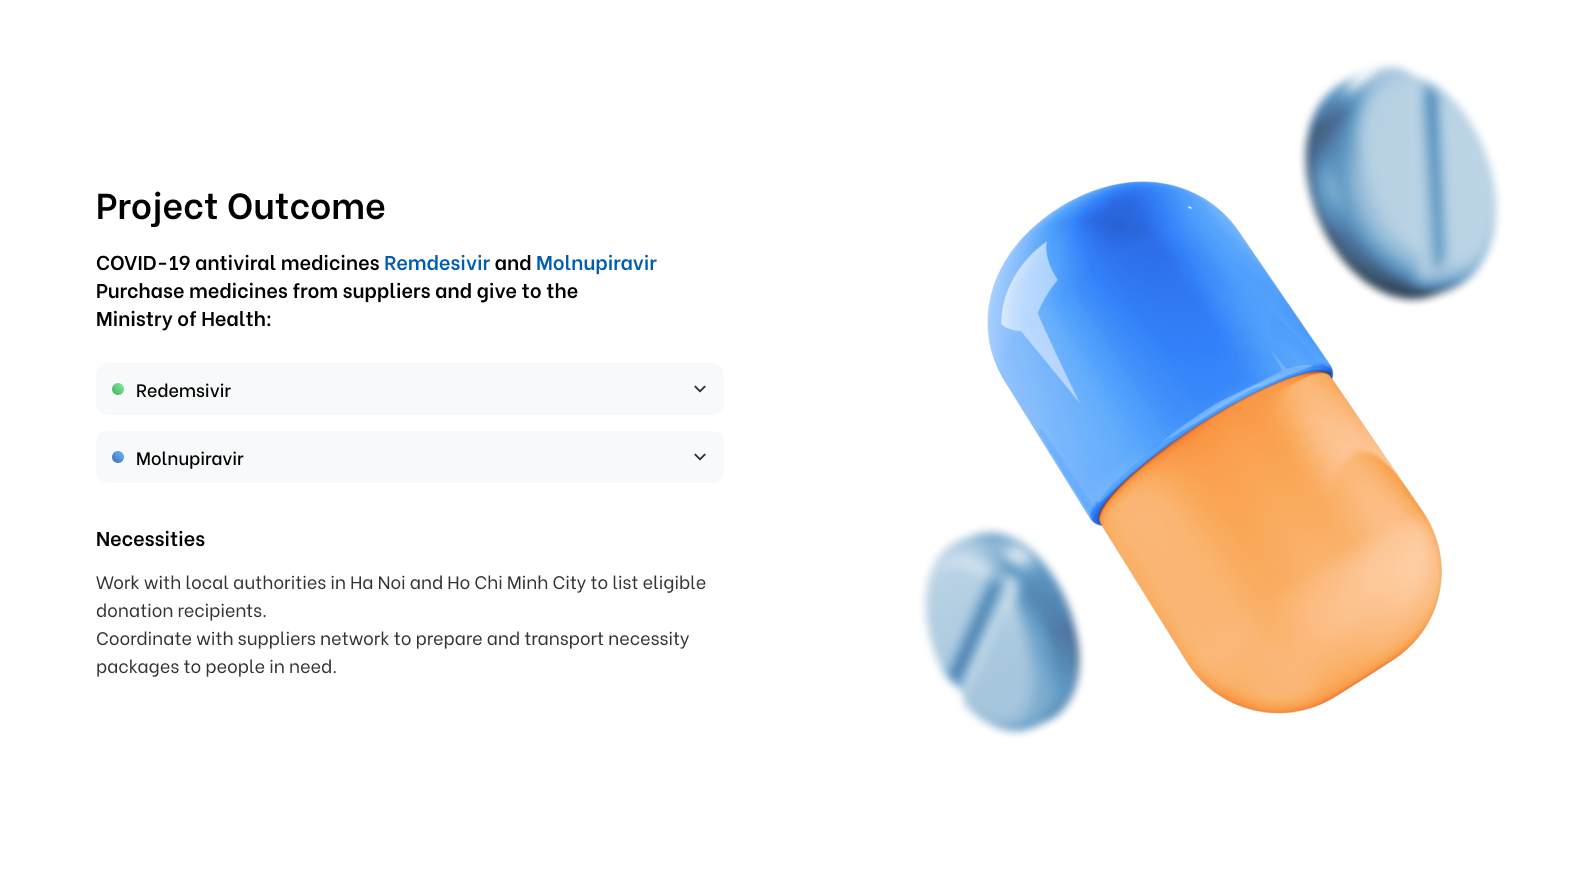 Project Outcome
COVID-19 antiviral medicines Remdesivir and Molnupiravir
Purchase medicines from suppliers and give to the
Ministry of Health:
Redemsivir
Molnupiravir
Necessities
Work with local authorities in Ha Noi and Ho Chi Minh City to list eligible
donation recipients.
Coordinate with suppliers network to prepare and transport necessity
packages to people in need.